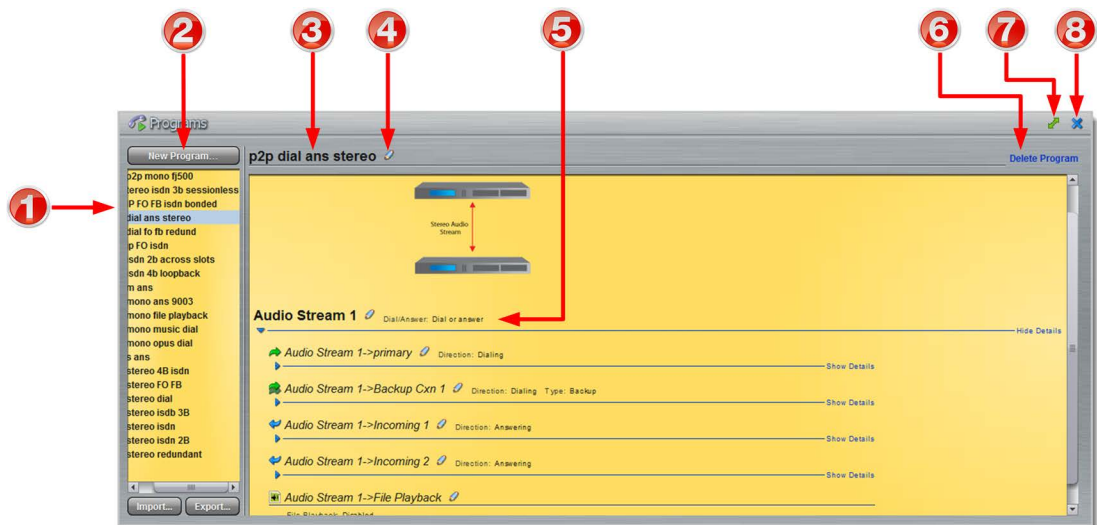 2 3 4 5 6 7 8
Programs
New Program...
p2p dial ans stereo
Delete Program
1
p2p mono fj500
tereo isdn 3b sessionless
IP FO FB isdn bonded
dial ans stereo
dial fo fb redund
p FO isdn
isdn 2b across slots
isdn 4b loopback
m ans
mono ans 9003
mono file playback
mono music dial
mono opus dial
s ans
stereo 4B isdn
stereo FO FB
stereo dial
stereo isdb 3B
stereo isdn
stereo isdn 2B
stereo redundant
Import...
Export...
Stereo Audio
Stream
Audio Stream 1 Dial/Answer: Dial or answer
Hide Details
Audio Stream 1->primary Direction: Dialing
Show Details
Audio Stream 1->Backup Cxn 1 Direction: Dialing Type: Backup
Show Details
Audio Stream 1->Incoming 1 Direction: Answering
Show Details
Audio Stream 1->Incoming 2 Direction: Answering
Show Details
Audio Stream 1->File Playback
File Playback: Disabled